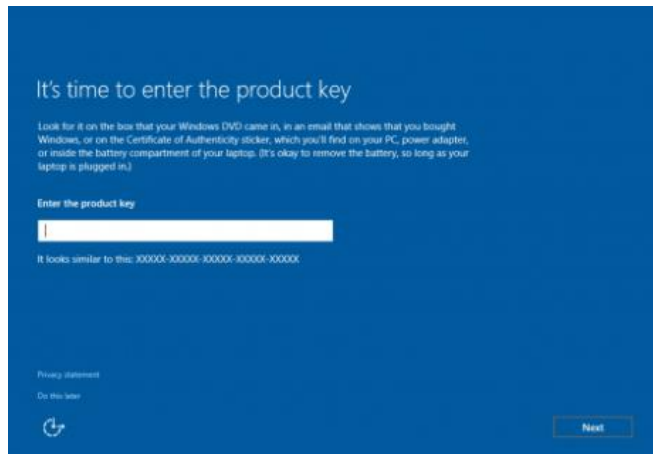 It's time to enter the product key
Look for it on the box that your Windows DVD came in, in an email that shows that you bought
Windows, or on the Certificate of Authenticity sticker, which you'll find on your PC, power adapter,
or inside the battery compartment of your laptop. (It's okay to remove the battery, so long as your
laptop is plugged in.)
Enter the product key
It looks similar to this: XXXXX-XXXXX-XXXXX-XXXXX-XXXXX
Privacy statement
Do this later
Next